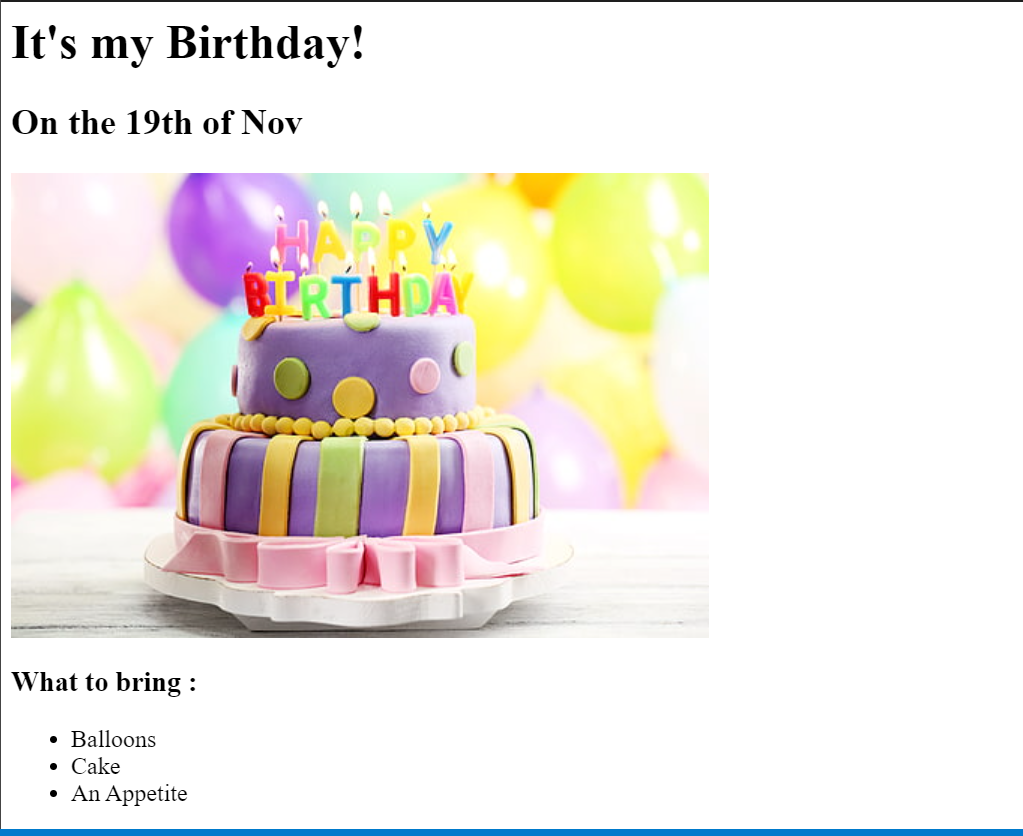 It's my Birthday!
On the 19th of Nov
HAPPY
BIRTHDAY
What to bring :
Balloons
Cake
An Appetite